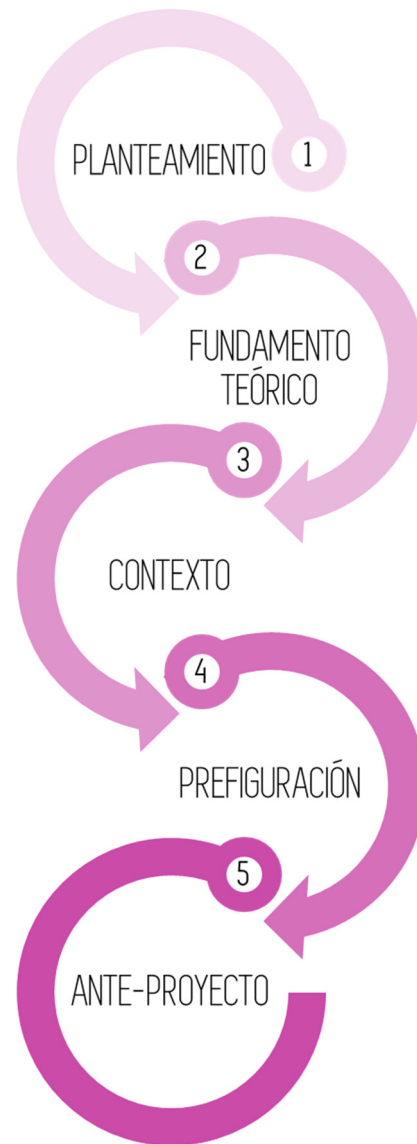 PLANTEAMIENTO 1
2
FUNDAMENTO
TEÓRICO
3
CONTEXTO
4
PREFIGURACIÓN
5
ANTE-PROYECTO